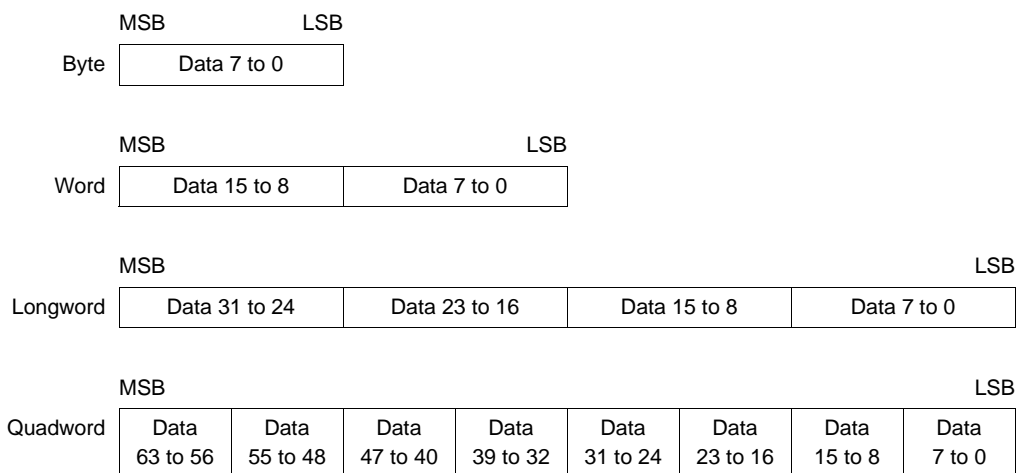 MSB LSB
Byte Data 7 to 0
MSB LSB
Word Data 15 to 8 Data 7 to 0
MSB LSB
Longword Data 31 to 24 Data 23 to 16 Data 15 to 8 Data 7 to 0
MSB LSB
Quadword Data Data Data Data Data Data Data Data
63 to 56 55 to 48 47 to 40 39 to 32 31 to 24 23 to 16 15 to 8 7 to 0